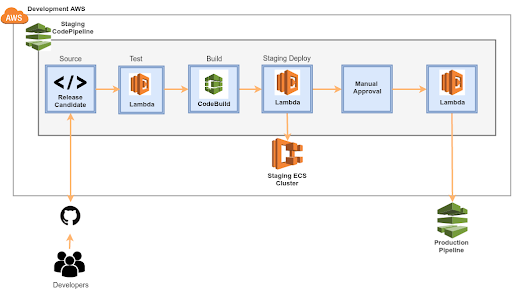 Development AWS
AWS
Staging
CodePipeline
Source
Test
Build
Staging Deploy
</>
Release
Candidate
Lambda
CodeBuild
Lambda
Manual
Approval
Lambda
Staging ECS
Cluster
Production
Pipeline
Developers